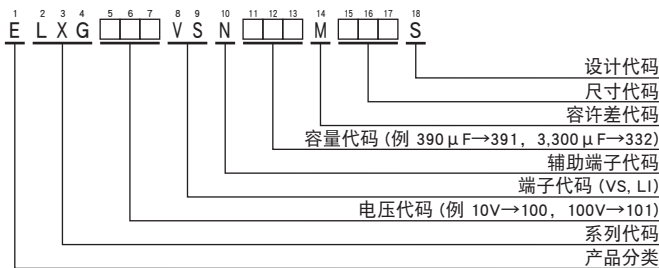 1 2 3 4 5 6 7 8 9 10 11 12 13 14 15 16 17 18
E L X G □□□ V S N □□□ M □□□ S
设计代码
尺寸代码
容许差代码
容量代码 (例 390μF→391, 3,300μF→332)
辅助端子代码
端子代码 (VS, LI)
电压代码 (例 10V→100, 100V→101)
系列代码
产品分类